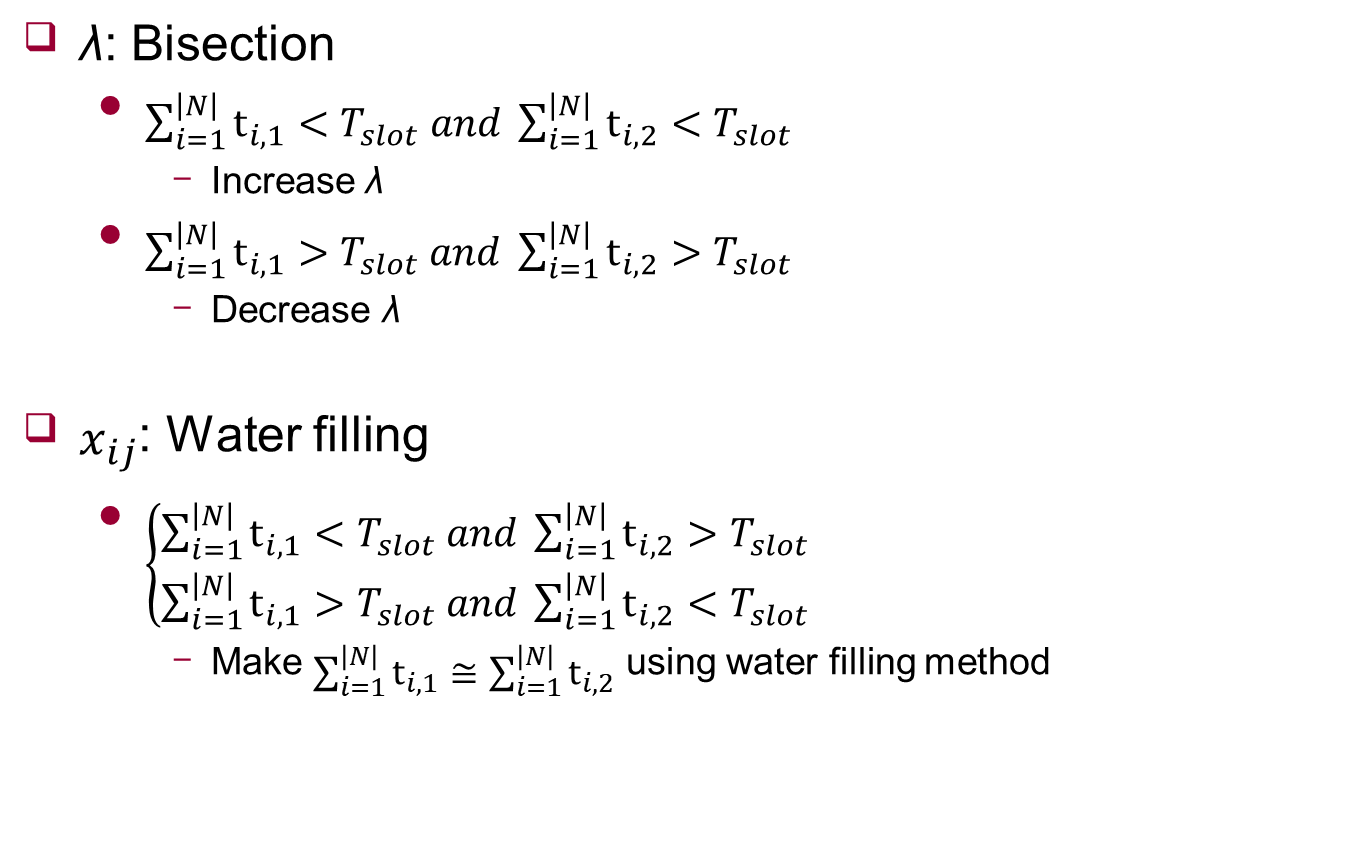 ❑ λ: Bisection
● ∑_{i=1}^{|N|} t_{i,1} < T_{slot} and ∑_{i=1}^{|N|} t_{i,2} < T_{slot}
– Increase λ
● ∑_{i=1}^{|N|} t_{i,1} > T_{slot} and ∑_{i=1}^{|N|} t_{i,2} > T_{slot}
– Decrease λ
❑ x_{ij}: Water filling
● { ∑_{i=1}^{|N|} t_{i,1} < T_{slot} and ∑_{i=1}^{|N|} t_{i,2} > T_{slot}
∑_{i=1}^{|N|} t_{i,1} > T_{slot} and ∑_{i=1}^{|N|} t_{i,2} < T_{slot}
– Make ∑_{i=1}^{|N|} t_{i,1} ≅ ∑_{i=1}^{|N|} t_{i,2} using water filling method